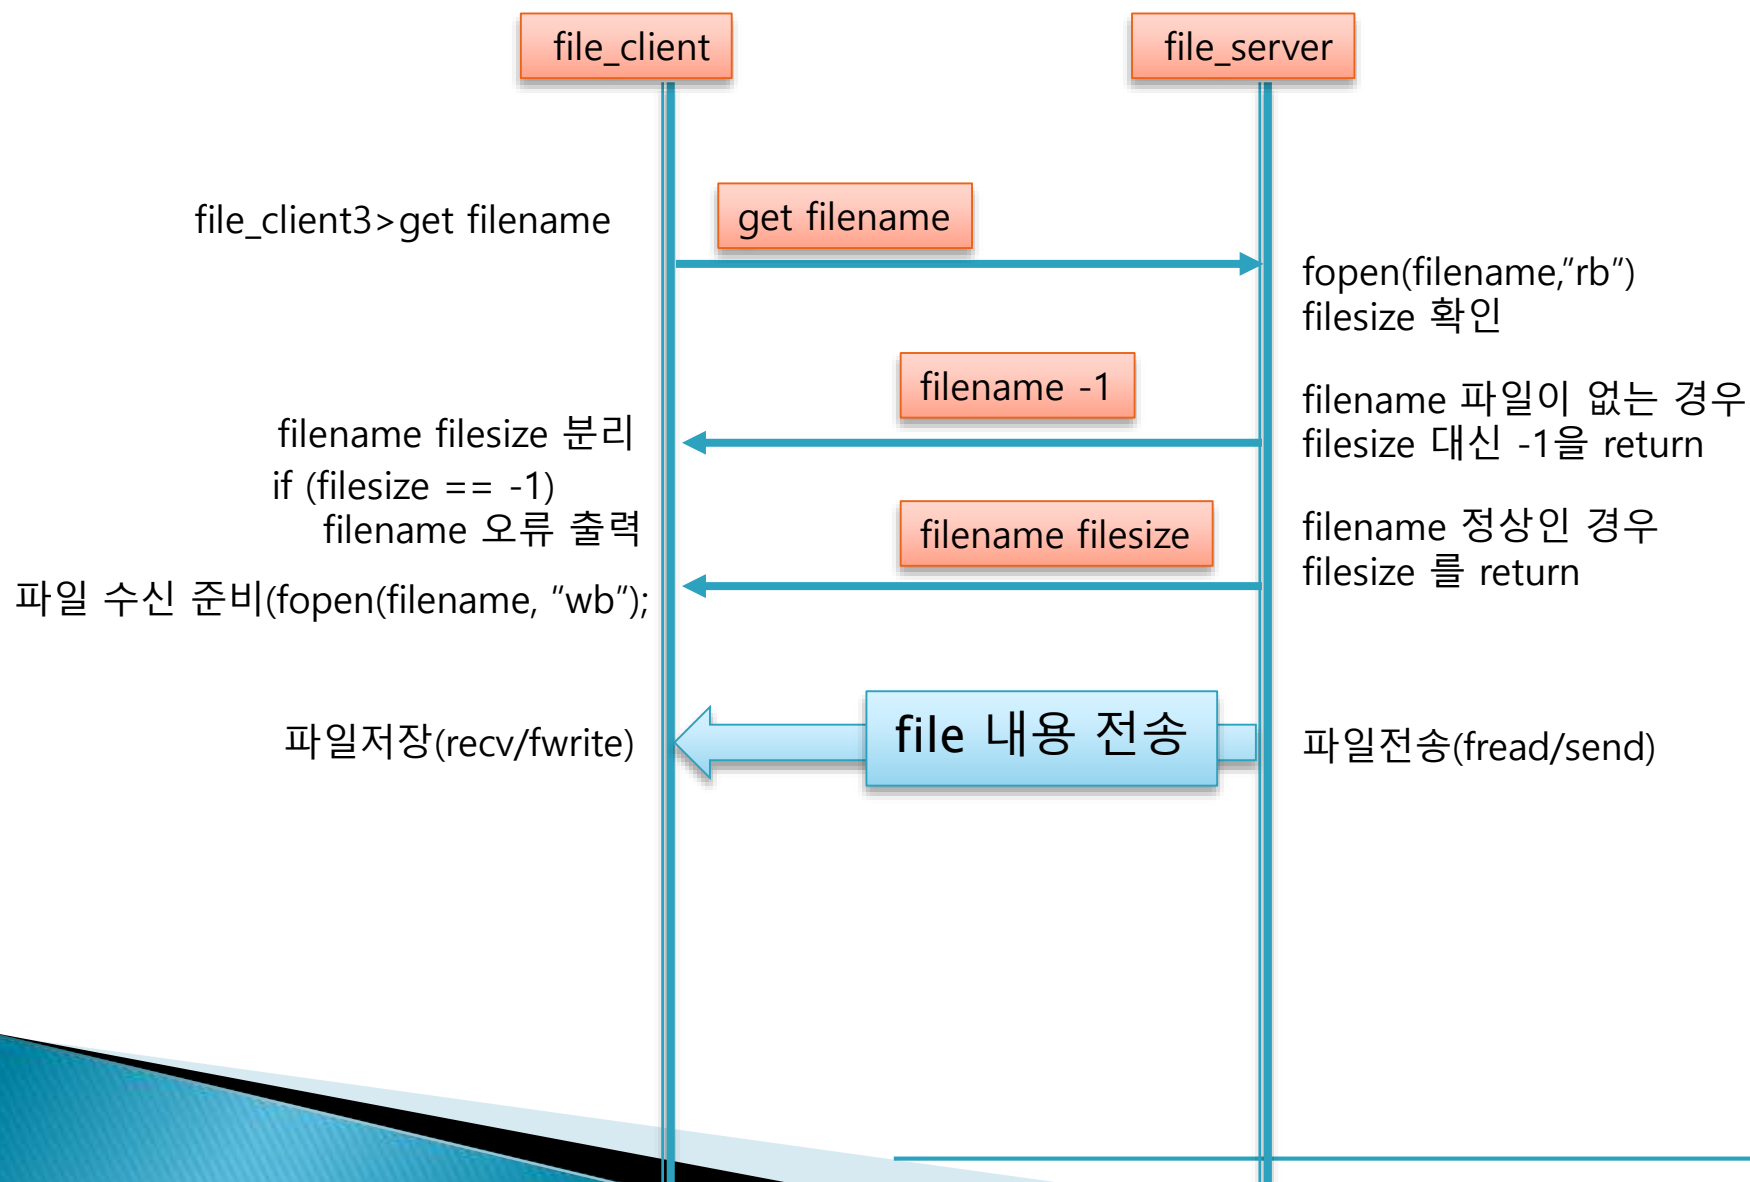 file_client
file_server
file_client3>get filename
get filename
fopen(filename,”rb”)
filesize 확인
filename -1
filename 파일이 없는 경우
filesize 대신 -1을 return
filename filesize 분리
if (filesize == -1)
filename 오류 출력
filename filesize
filename 정상인 경우
filesize 를 return
파일 수신 준비(fopen(filename, ”wb”);
파일저장(recv/fwrite)
file 내용 전송
파일전송(fread/send)